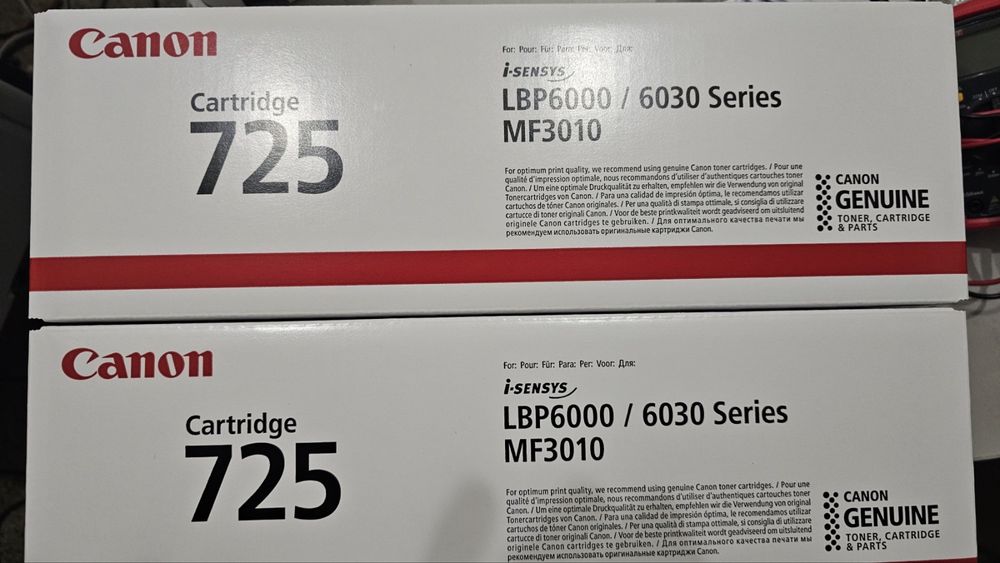 Canon
Cartridge
725
For: Pour: Für: Para: Per: Voor: Для:
i-SENSYS
LBP6000 / 6030 Series
MF3010
For optimum print quality, we recommend using genuine Canon toner cartridges. / Pour une
qualité d'impression optimale, nous recommandons d'utiliser d'authentiques cartouches toner
Canon. / Um eine optimale Druckqualität zu erhalten, empfehlen wir die Verwendung von original
Tonercartridges von Canon. / Para una calidad de impresión óptima, le recomendamos utilizar
cartuchos de tóner Canon originales. / Per una qualità di stampa ottimale, si consiglia di utilizzare
cartucce di toner originali Canon. / Voor de beste printkwaliteit wordt geadviseerd om uitsluitend
originele Canon cartridges te gebruiken. / Для оптимального качества печати мы
рекомендуем использовать оригинальные картриджи Canon.
CANON
GENUINE
TONER, CARTRIDGE
& PARTS
Canon
Cartridge
725
For: Pour: Für: Para: Per: Voor: Для:
i-SENSYS
LBP6000 / 6030 Series
MF3010
For optimum print quality, we recommend using genuine Canon toner cartridges. / Pour une
qualité d'impression optimale, nous recommandons d'utiliser d'authentiques cartouches toner
Canon. / Um eine optimale Druckqualität zu erhalten, empfehlen wir die Verwendung von original
Tonercartridges von Canon. / Para una calidad de impresión óptima, le recomendamos utilizar
cartuchos de tóner Canon originales. / Per una qualità di stampa ottimale, si consiglia di utilizzare
cartucce di toner originali Canon. / Voor de beste printkwaliteit wordt geadviseerd om uitsluitend
originele Canon cartridges te gebruiken. / Для оптимального качества печати мы
рекомендуем использовать оригинальные картриджи Canon.
CANON
GENUINE
TONER, CARTRIDGE
& PARTS